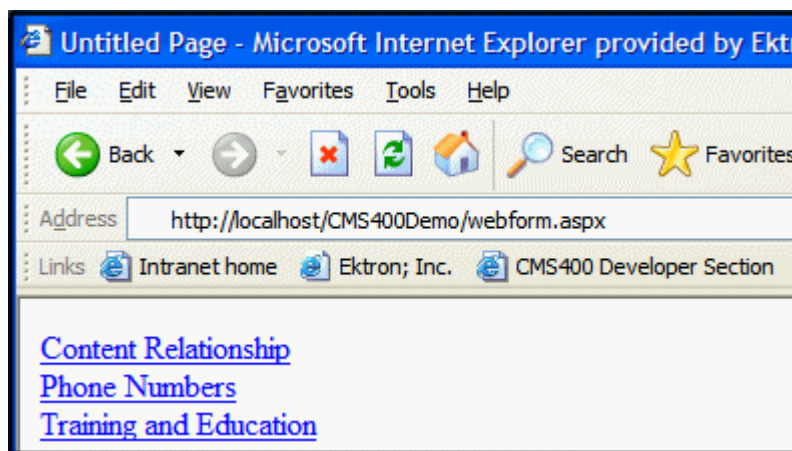 Untitled Page - Microsoft Internet Explorer provided by Ekt
File Edit View Favorites Tools Help
Back Search Favorites
Address http://localhost/CMS400Demo/webform.aspx
Links Intranet home Ektron; Inc. CMS400 Developer Section
Content Relationship
Phone Numbers
Training and Education